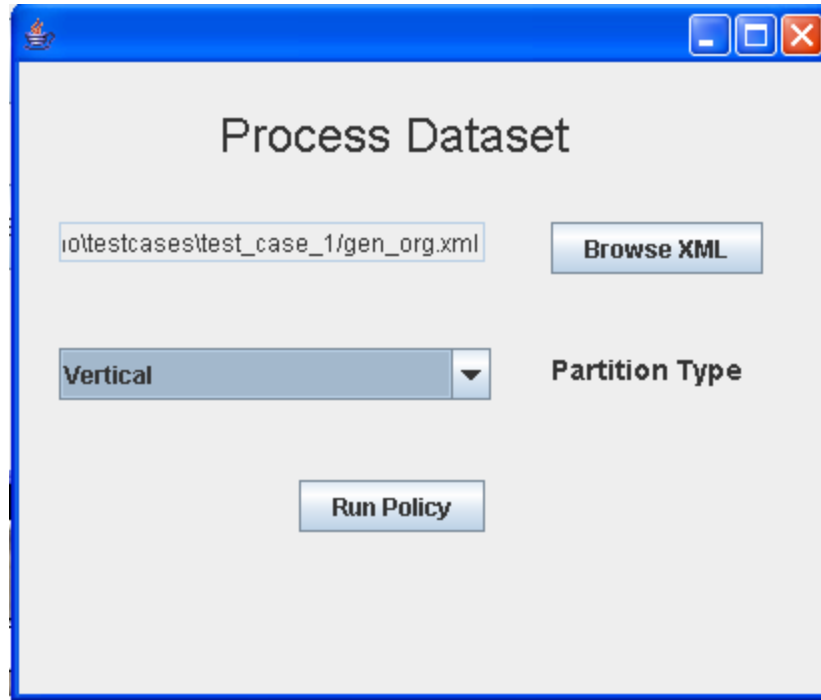 Process Dataset
\testcases\test_case_1/gen_org.xml
Browse XML
Vertical
Partition Type
Run Policy